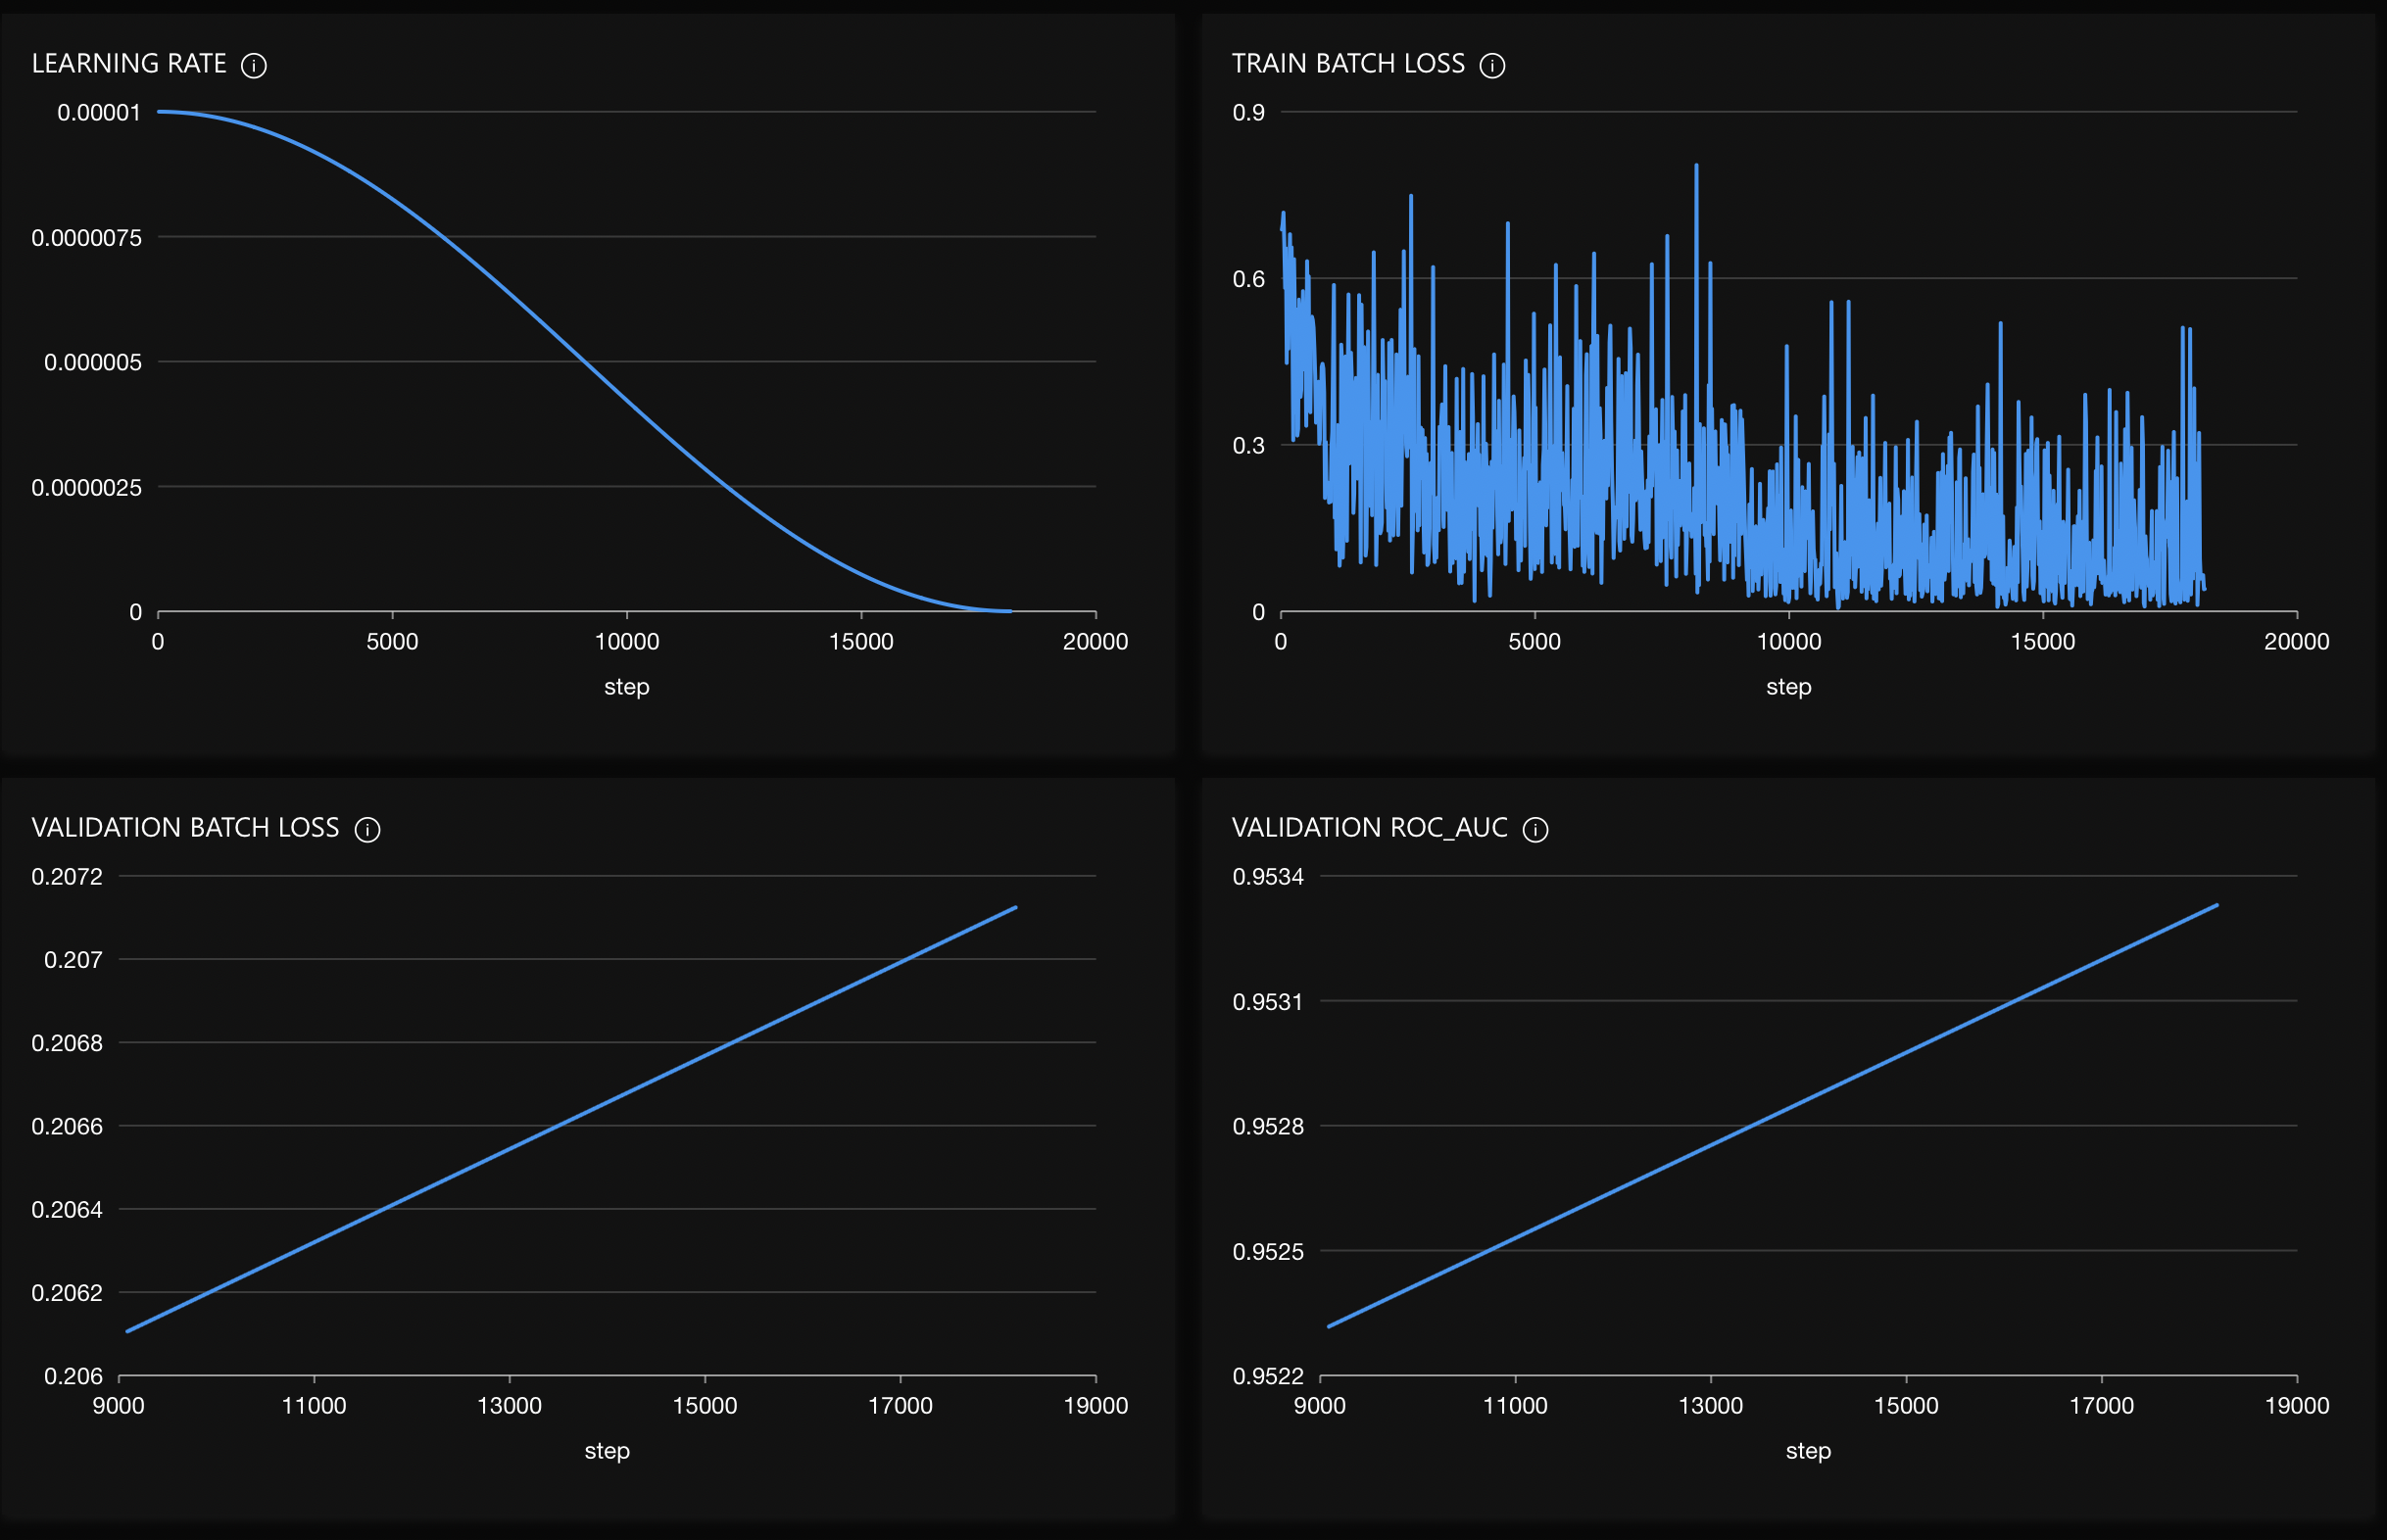 LEARNING RATE
0.00001
0.0000075
0.000005
0.0000025
0
0 5000 10000 15000 20000
step
TRAIN BATCH LOSS
0.9
0.6
0.3
0
0 5000 10000 15000 20000
step
VALIDATION BATCH LOSS
0.2072
0.207
0.2068
0.2066
0.2064
0.2062
0.206
9000 11000 13000 15000 17000 19000
step
VALIDATION ROC_AUC
0.9534
0.9531
0.9528
0.9525
0.9522
9000 11000 13000 15000 17000 19000
step